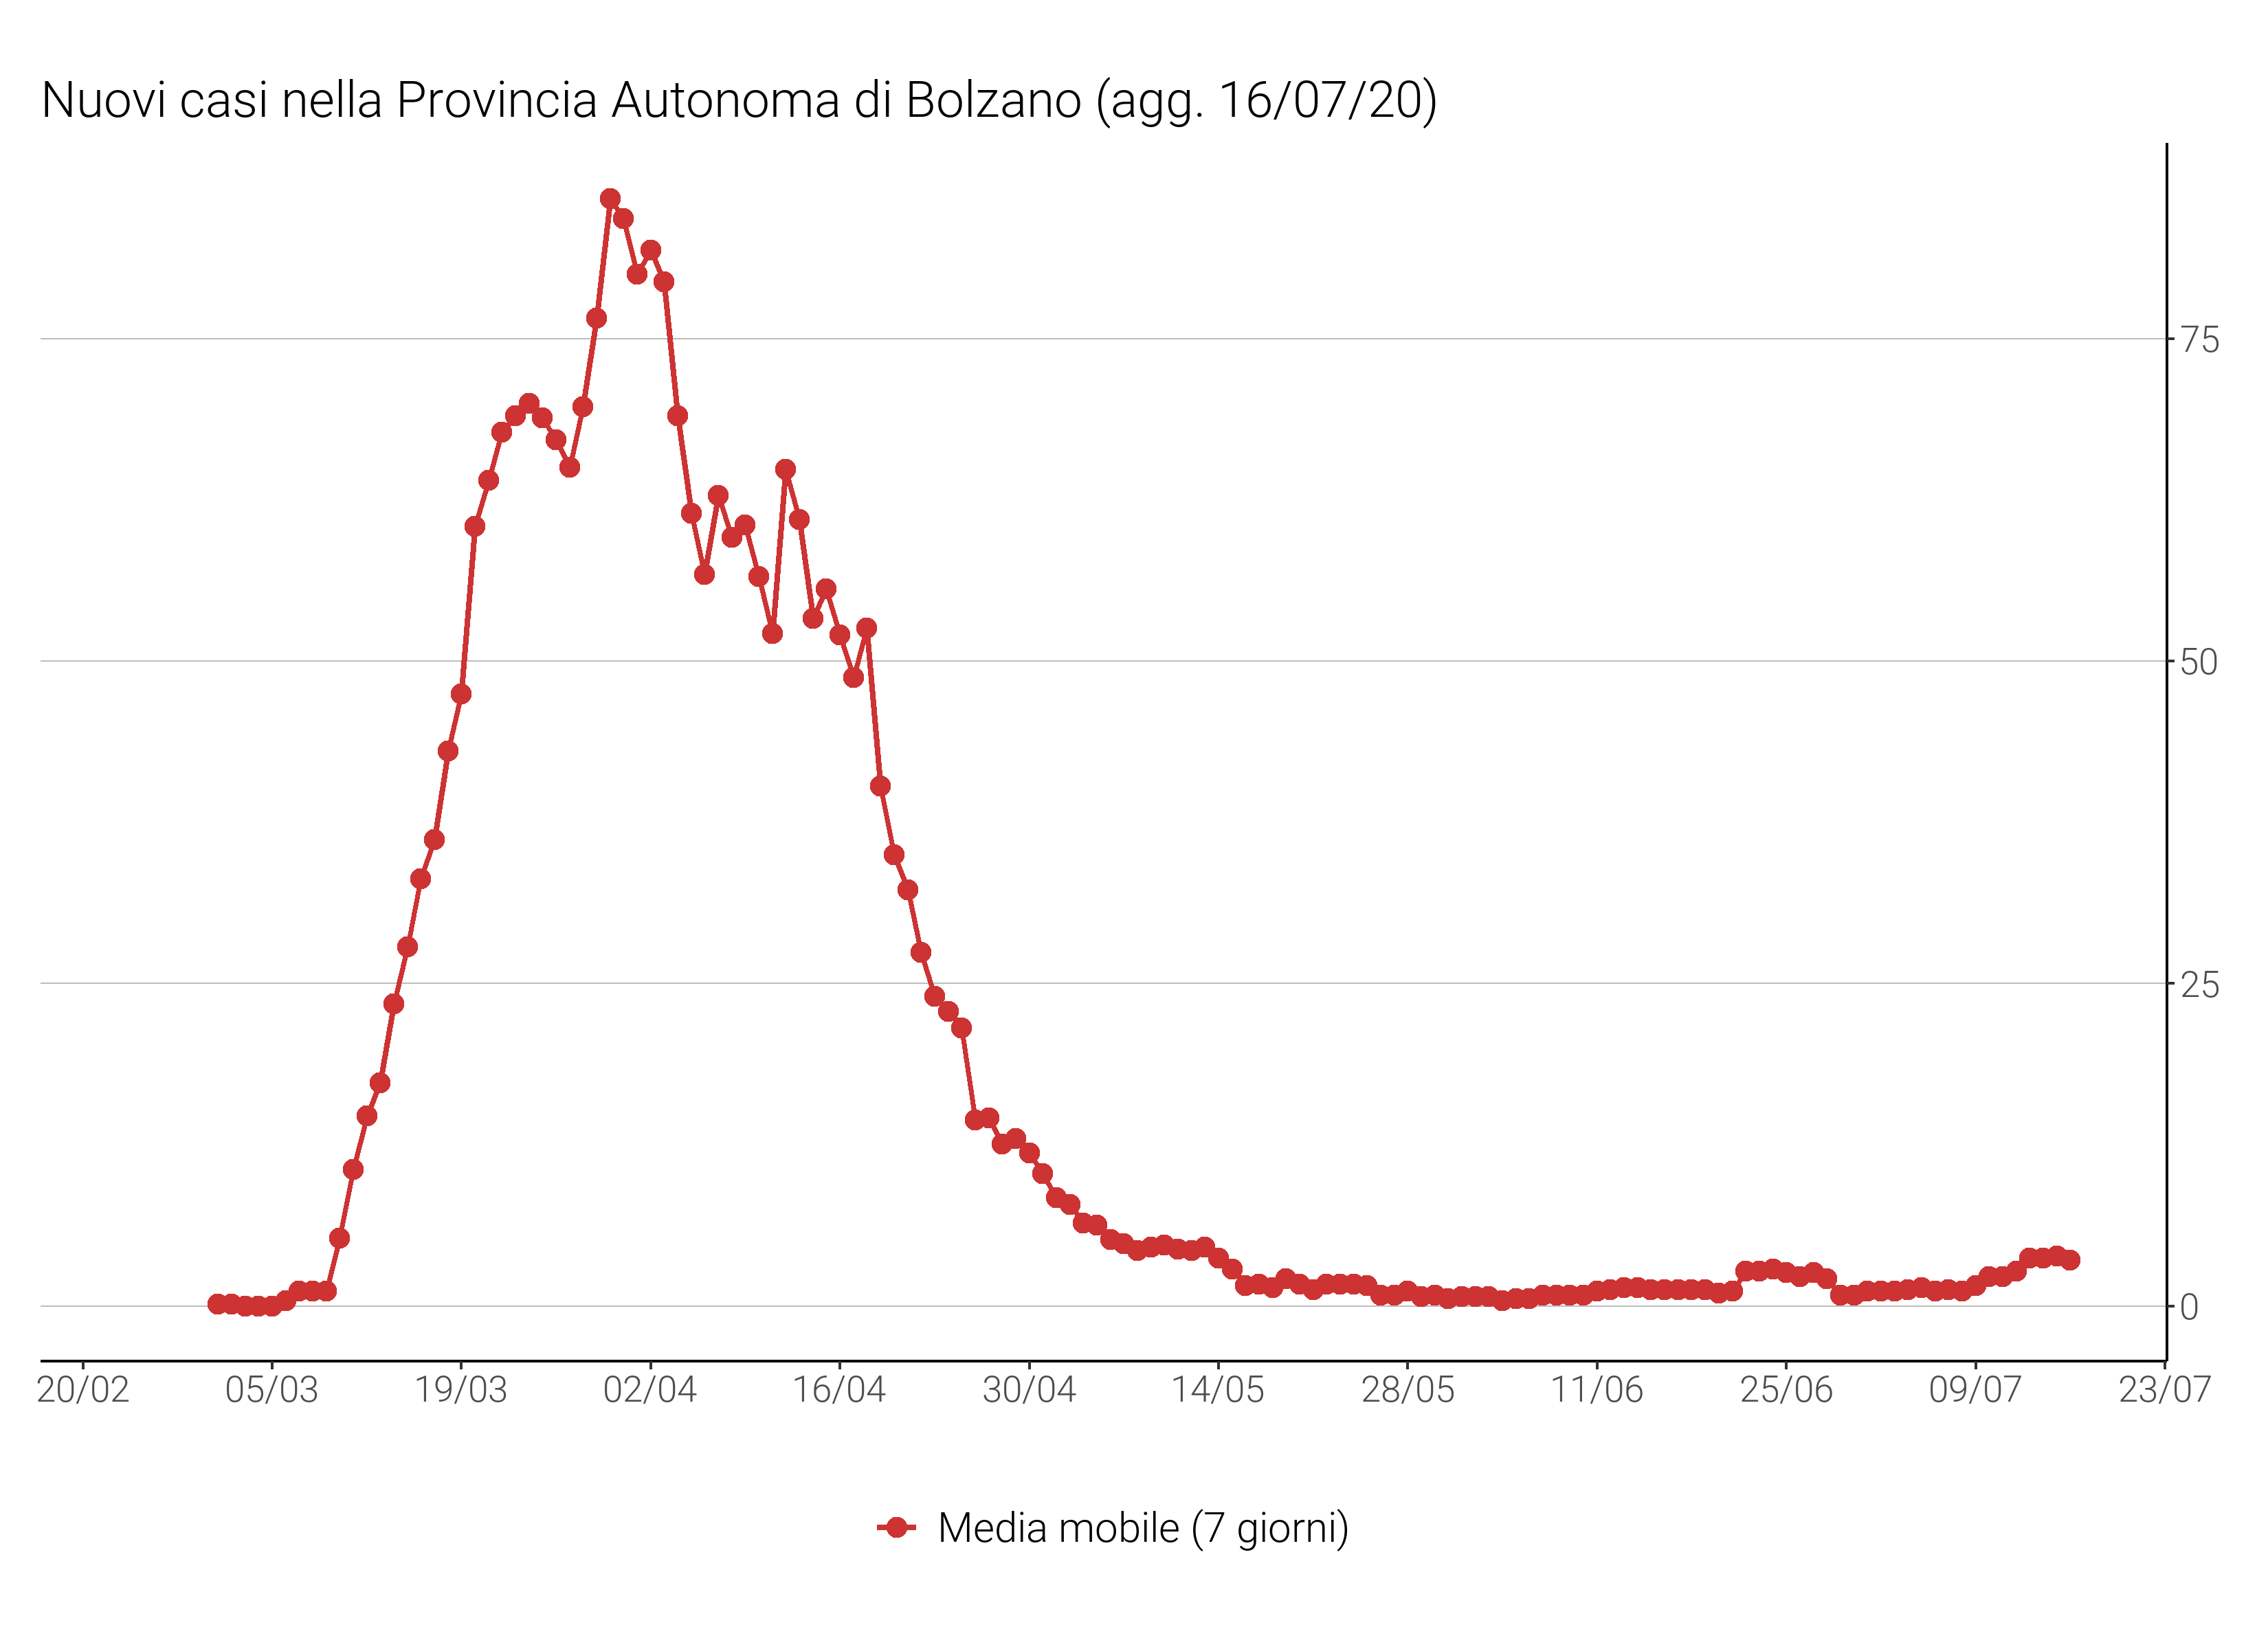 Nuovi casi nella Provincia Autonoma di Bolzano (agg. 16/07/20)
75
50
25
0
20/02 05/03 19/03 02/04 16/04 30/04 14/05 28/05 11/06 25/06 09/07 23/07
Media mobile (7 giorni)